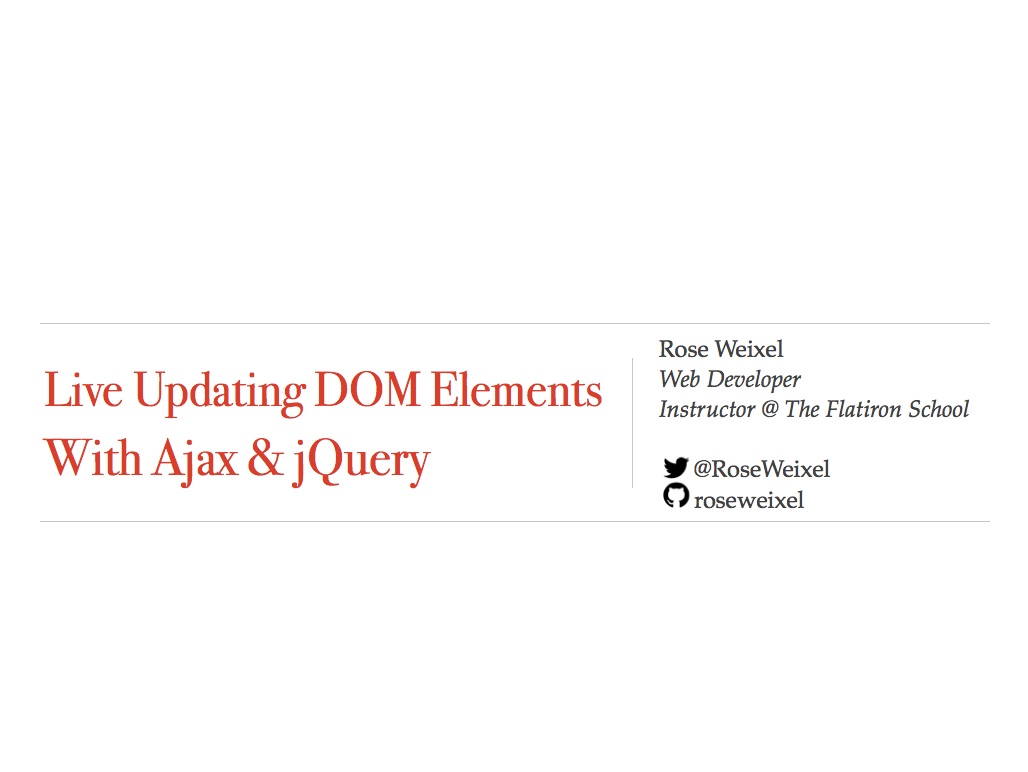 Live Updating DOM Elements
With Ajax & jQuery
Rose Weixel
Web Developer
Instructor @ The Flatiron School
@RoseWeixel
roseweixel